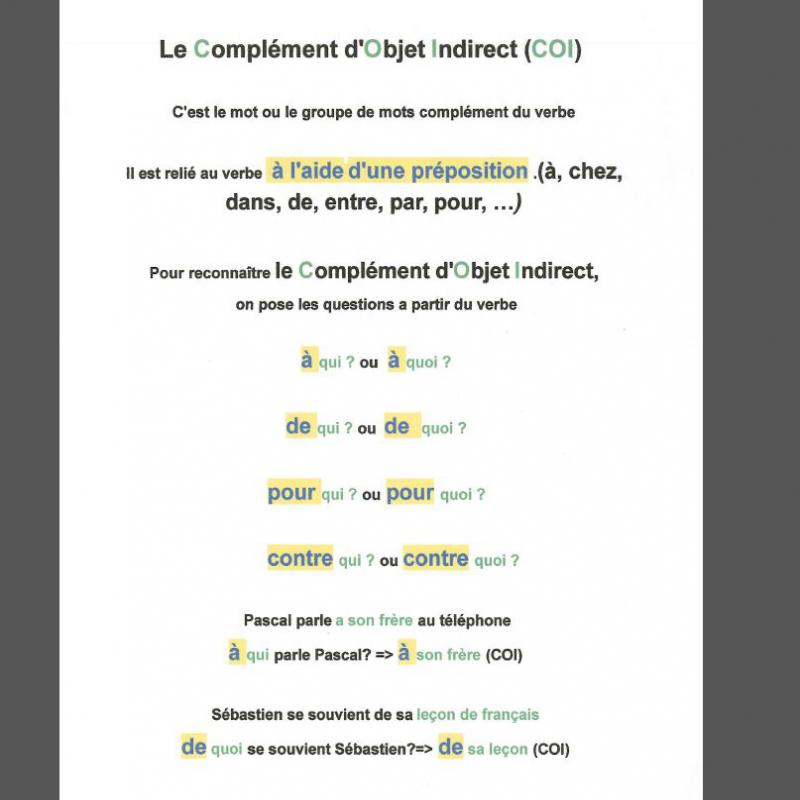 Le Complément d'Objet Indirect (COI)
C'est le mot ou le groupe de mots complément du verbe
Il est relié au verbe à l'aide d'une préposition .(à, chez,
dans, de, entre, par, pour, ...)
Pour reconnaître le Complément d'Objet Indirect,
on pose les questions a partir du verbe
à qui ? ou à quoi ?
de qui ? ou de quoi ?
pour qui ? ou pour quoi ?
contre qui ? ou contre quoi ?
Pascal parle a son frère au téléphone
à qui parle Pascal? => à son frère (COI)
Sébastien se souvient de sa leçon de français
de quoi se souvient Sébastien?=> de sa leçon (COI)